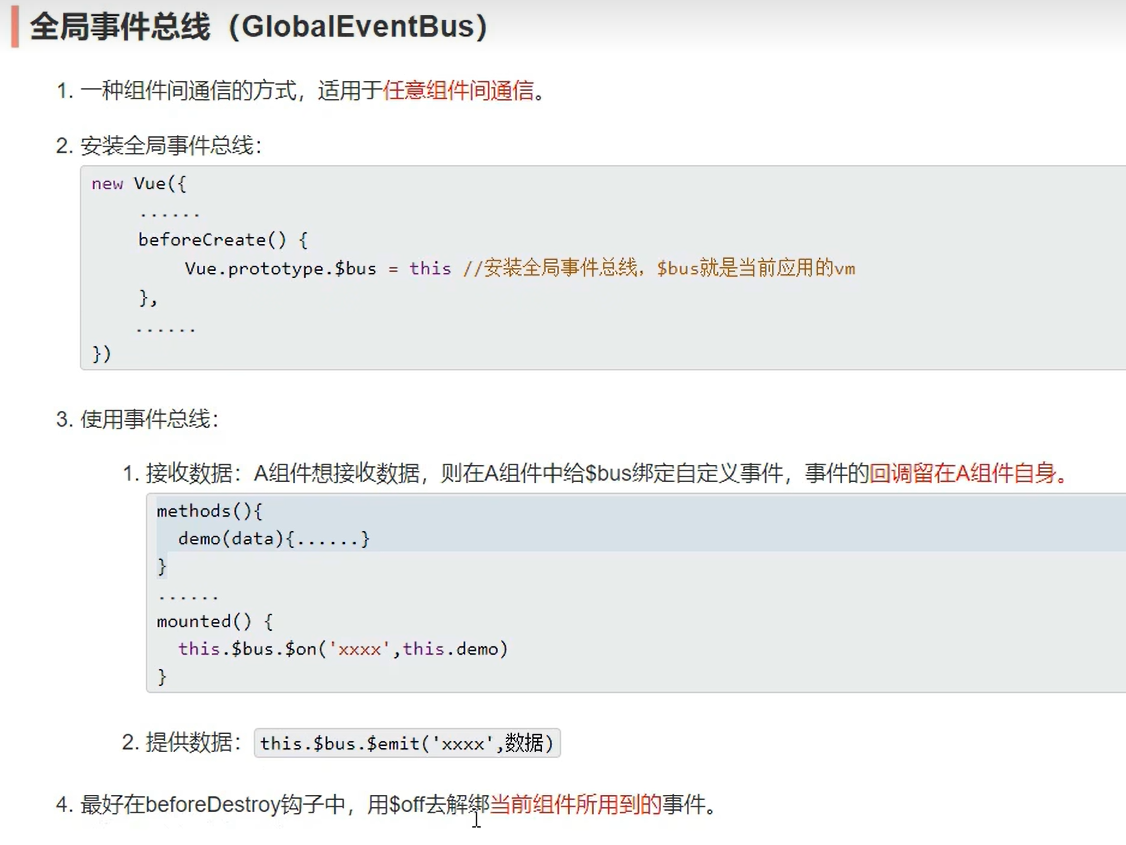 全局事件总线（GlobalEventBus）
1. 一种组件间通信的方式，适用于任意组件间通信。
2. 安装全局事件总线：
new Vue({
......
beforeCreate() {
Vue.prototype.$bus = this //安装全局事件总线，$bus就是当前应用的vm
},
......
})
3. 使用事件总线：
1. 接收数据：A组件想接收数据，则在A组件中给$bus绑定自定义事件，事件的回调留在A组件自身。
methods(){
demo(data){......}
}
......
mounted() {
this.$bus.$on('xxxx',this.demo)
}
2. 提供数据：this.$bus.$emit('xxxx',数据)
4. 最好在beforeDestroy钩子中，用$off去解绑当前组件所用到的事件。